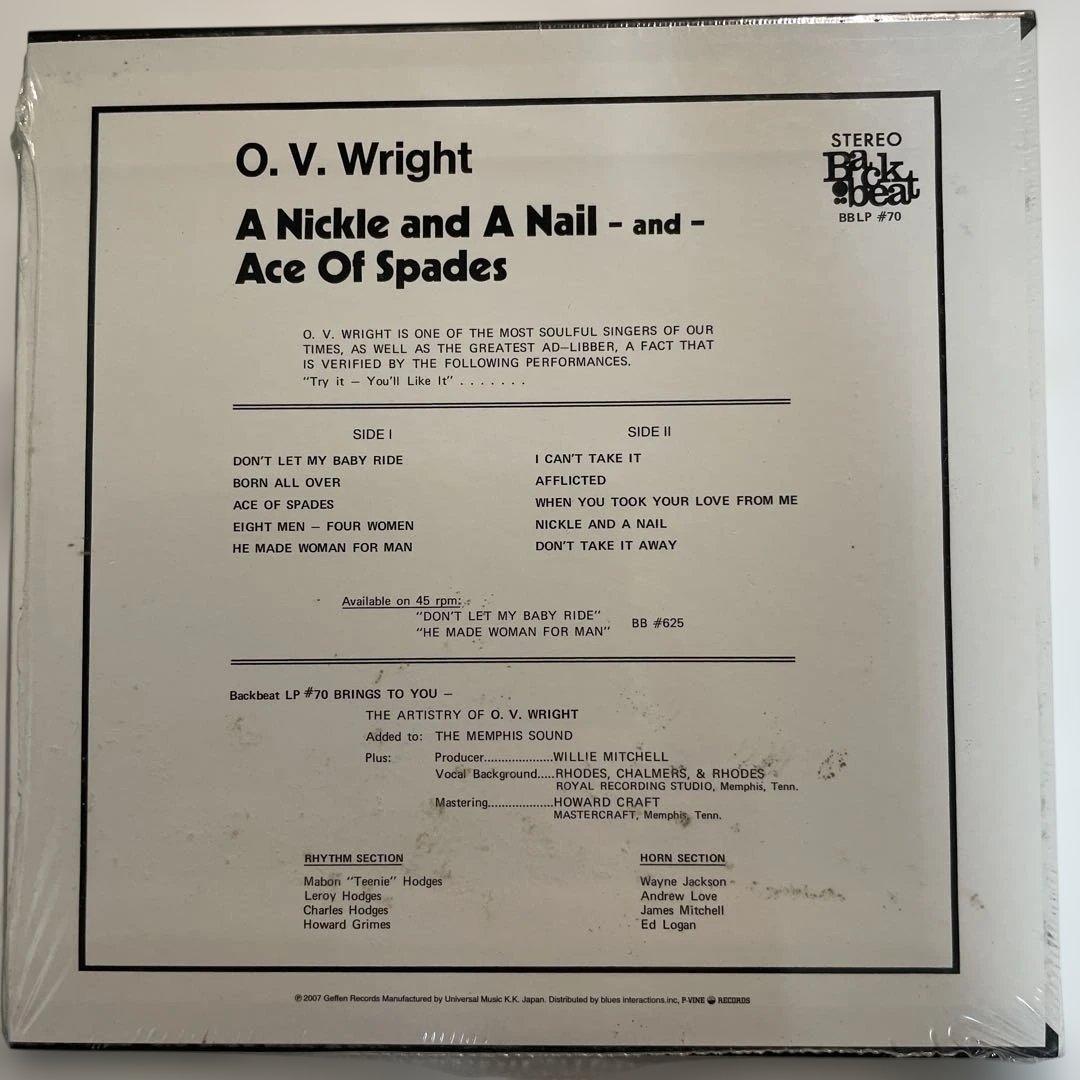 O. V. Wright
A Nickle and A Nail - and -
Ace Of Spades
STEREO
Back
beat
BBLP #70
O. V. WRIGHT IS ONE OF THE MOST SOULFUL SINGERS OF OUR
TIMES, AS WELL AS THE GREATEST AD—LIBBER, A FACT THAT
IS VERIFIED BY THE FOLLOWING PERFORMANCES.
"Try it — You'll Like It" . . . . . . .
SIDE I
DON'T LET MY BABY RIDE
BORN ALL OVER
ACE OF SPADES
EIGHT MEN — FOUR WOMEN
HE MADE WOMAN FOR MAN
SIDE II
I CAN'T TAKE IT
AFFLICTED
WHEN YOU TOOK YOUR LOVE FROM ME
NICKLE AND A NAIL
DON'T TAKE IT AWAY
Available on 45 rpm:
"DON'T LET MY BABY RIDE"
"HE MADE WOMAN FOR MAN"
BB #625
Backbeat LP #70 BRINGS TO YOU —
THE ARTISTRY OF O. V. WRIGHT
Added to: THE MEMPHIS SOUND
Plus: Producer....................WILLIE MITCHELL
Vocal Background.....RHODES, CHALMERS, & RHODES
ROYAL RECORDING STUDIO, Memphis, Tenn.
Mastering...................HOWARD CRAFT
MASTERCRAFT, Memphis, Tenn.
RHYTHM SECTION
Mabon "Teenie" Hodges
Leroy Hodges
Charles Hodges
Howard Grimes
HORN SECTION
Wayne Jackson
Andrew Love
James Mitchell
Ed Logan
℗ 2007 Geffen Records Manufactured by Universal Music K.K. Japan. Distributed by blues interactions.inc, P-VINE RECORDS